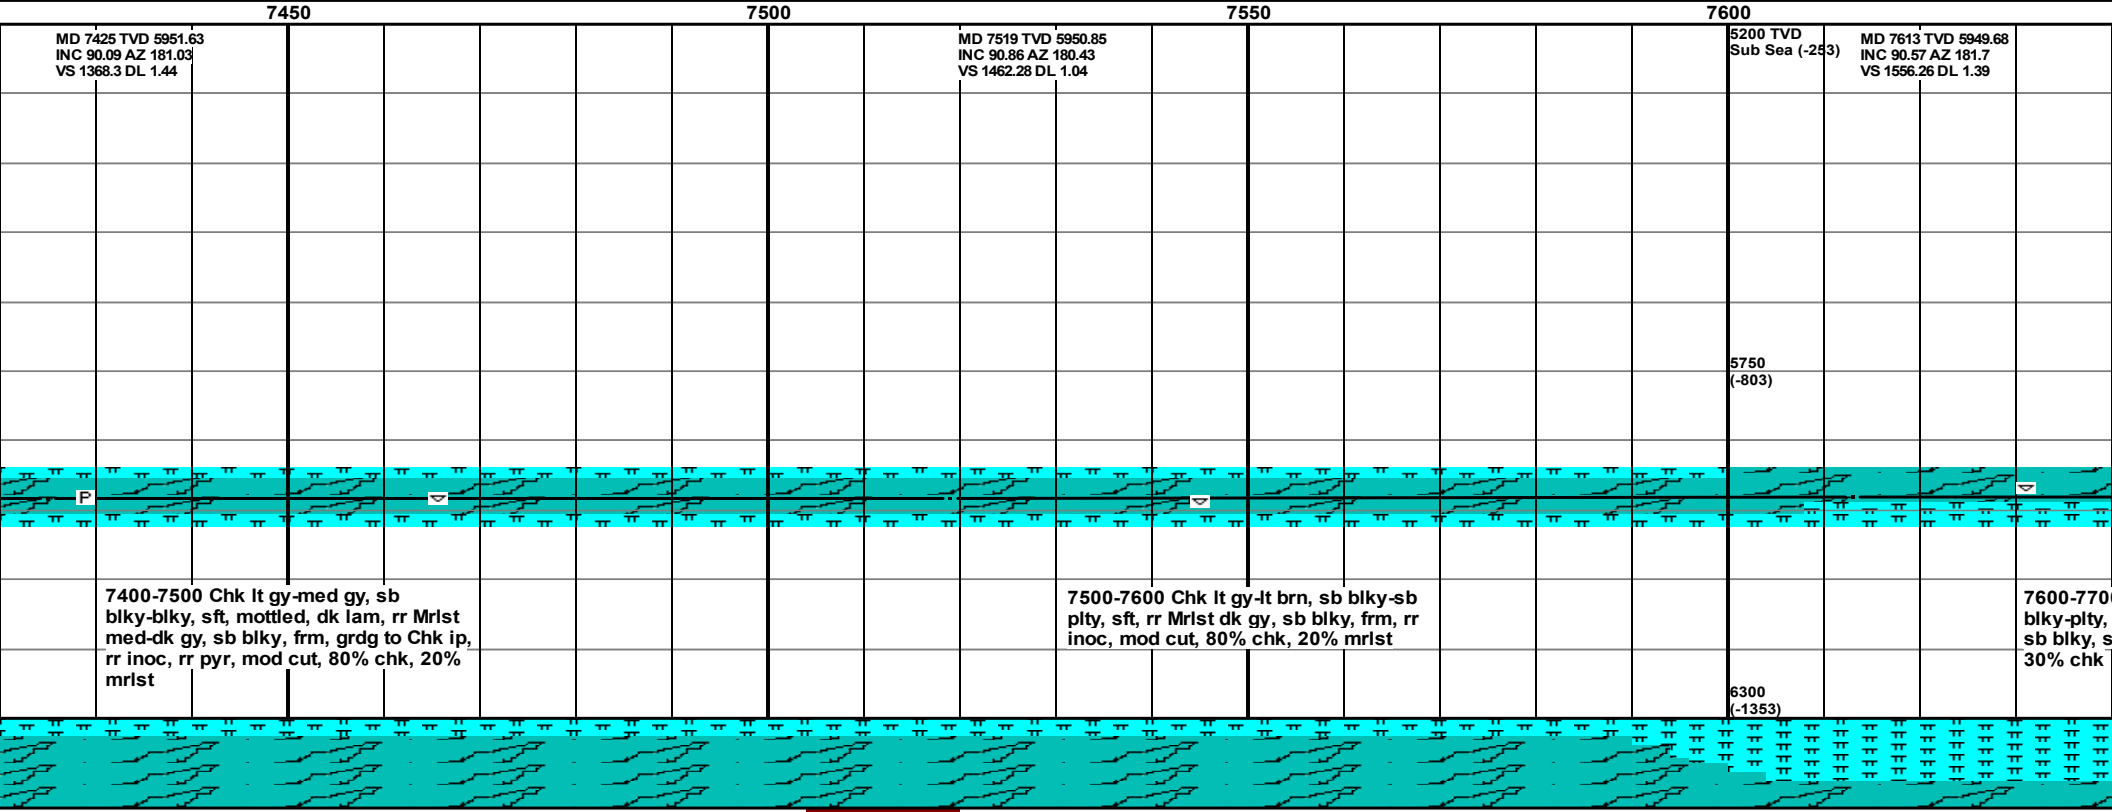 7450 7500 7550 7600
MD 7425 TVD 5951.63
INC 90.09 AZ 181.03
VS 1368.3 DL 1.44
MD 7519 TVD 5950.85
INC 90.86 AZ 180.43
VS 1462.28 DL 1.04
5200 TVD
Sub Sea (-253)
MD 7613 TVD 5949.68
INC 90.57 AZ 181.7
VS 1556.26 DL 1.39
5750
(-803)
P
7400-7500 Chk lt gy-med gy, sb
blky-blky, sft, mottled, dk lam, rr Mrlst
med-dk gy, sb blky, frm, grdg to Chk ip,
rr inoc, rr pyr, mod cut, 80% chk, 20%
mrlst
7500-7600 Chk lt gy-lt brn, sb blky-sb
plty, sft, rr Mrlst dk gy, sb blky, frm, rr
inoc, mod cut, 80% chk, 20% mrlst
7600-770
blky-plty,
sb blky, s
30% chk
6300
(-1353)